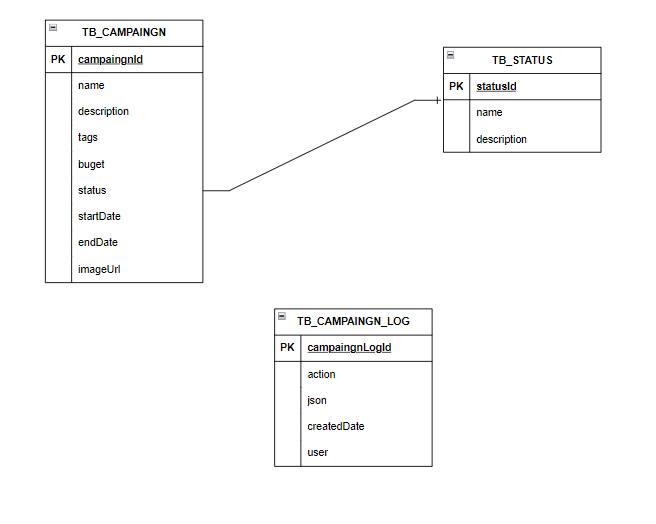 TB_CAMPAINGN
PK campaingnId
name
description
tags
buget
status
startDate
endDate
imageUrl
TB_STATUS
PK statusId
name
description
TB_CAMPAINGN_LOG
PK campaingnLogId
action
json
createdDate
user